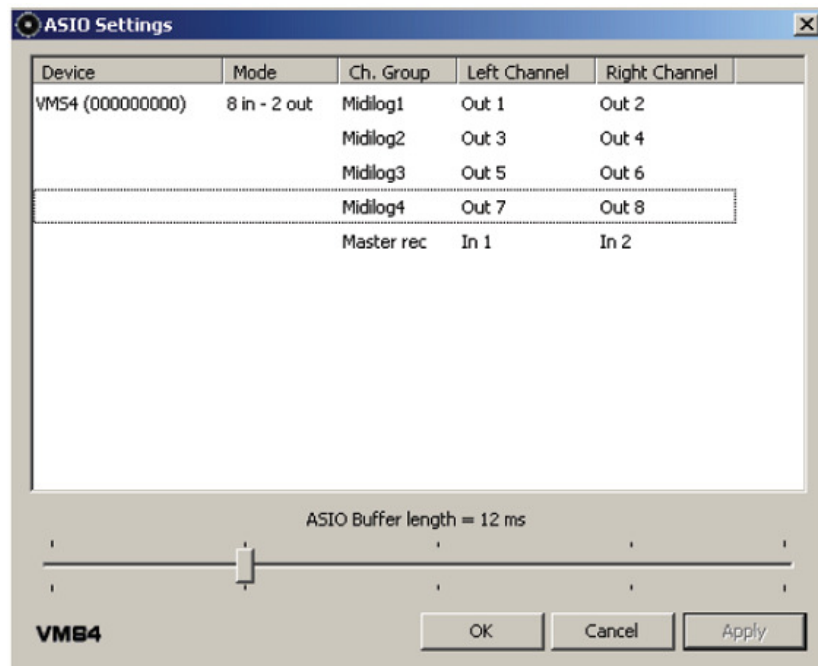 ASIO Settings
Device Mode Ch. Group Left Channel Right Channel
VMS4 (000000000) 8 in - 2 out Midilog1 Out 1 Out 2
Midilog2 Out 3 Out 4
Midilog3 Out 5 Out 6
Midilog4 Out 7 Out 8
Master rec In 1 In 2
ASIO Buffer length = 12 ms
VMS4 OK Cancel Apply